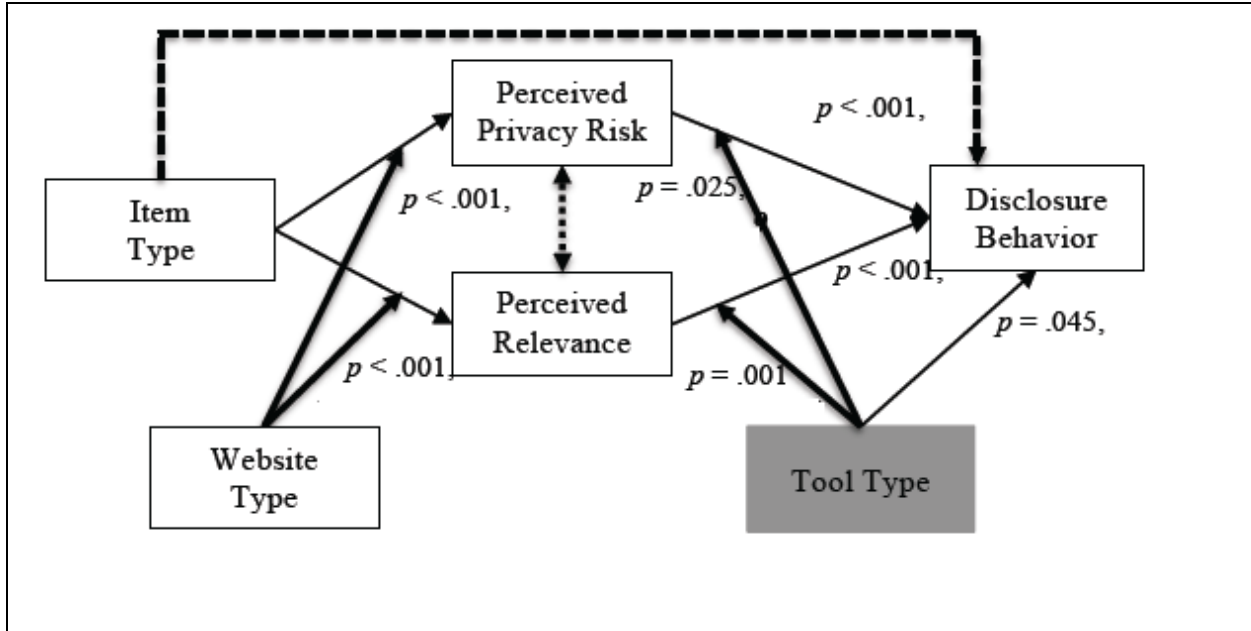 Perceived
Privacy Risk
p < .001,
Item
Type
p < .001,
p = .025,
Disclosure
Behavior
Perceived
Relevance
p < .001,
p = .045,
p < .001,
p = .001
Website
Type
Tool Type